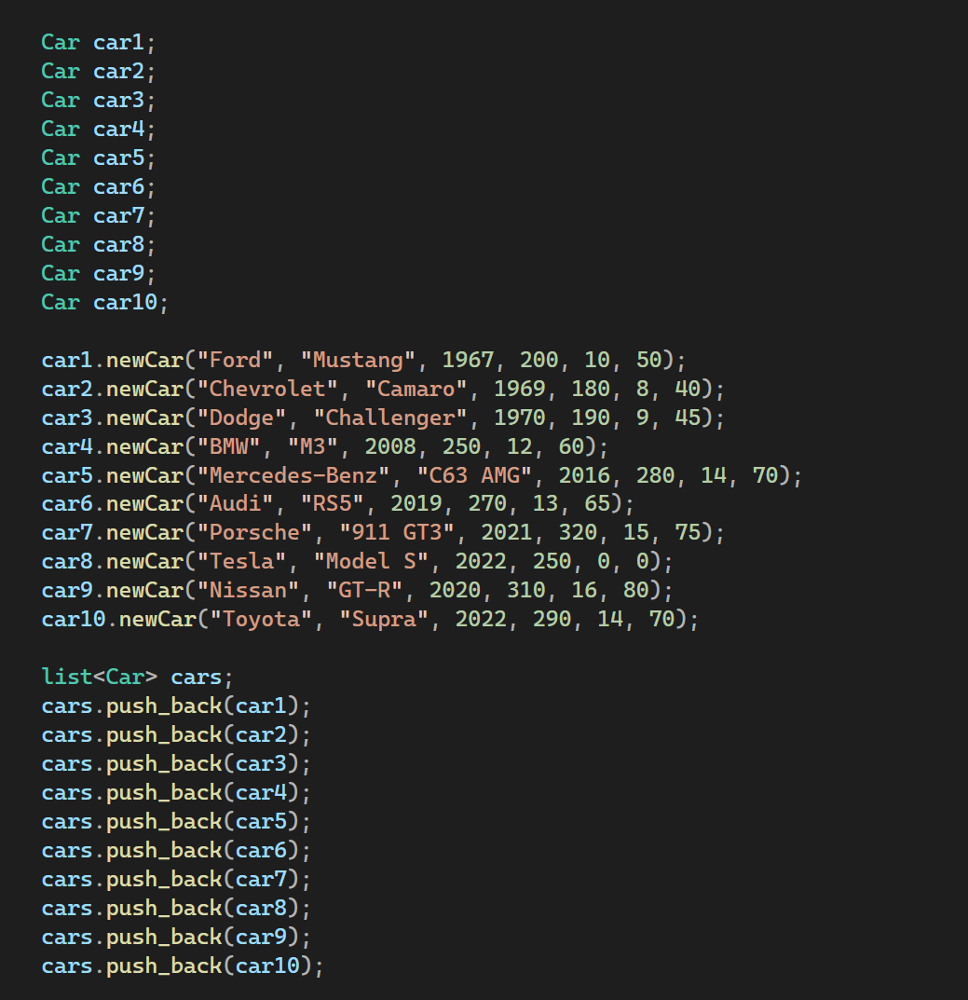 Car car1;
Car car2;
Car car3;
Car car4;
Car car5;
Car car6;
Car car7;
Car car8;
Car car9;
Car car10;
car1.newCar("Ford", "Mustang", 1967, 200, 10, 50);
car2.newCar("Chevrolet", "Camaro", 1969, 180, 8, 40);
car3.newCar("Dodge", "Challenger", 1970, 190, 9, 45);
car4.newCar("BMW", "M3", 2008, 250, 12, 60);
car5.newCar("Mercedes-Benz", "C63 AMG", 2016, 280, 14, 70);
car6.newCar("Audi", "RS5", 2019, 270, 13, 65);
car7.newCar("Porsche", "911 GT3", 2021, 320, 15, 75);
car8.newCar("Tesla", "Model S", 2022, 250, 0, 0);
car9.newCar("Nissan", "GT-R", 2020, 310, 16, 80);
car10.newCar("Toyota", "Supra", 2022, 290, 14, 70);
list<Car> cars;
cars.push_back(car1);
cars.push_back(car2);
cars.push_back(car3);
cars.push_back(car4);
cars.push_back(car5);
cars.push_back(car6);
cars.push_back(car7);
cars.push_back(car8);
cars.push_back(car9);
cars.push_back(car10);